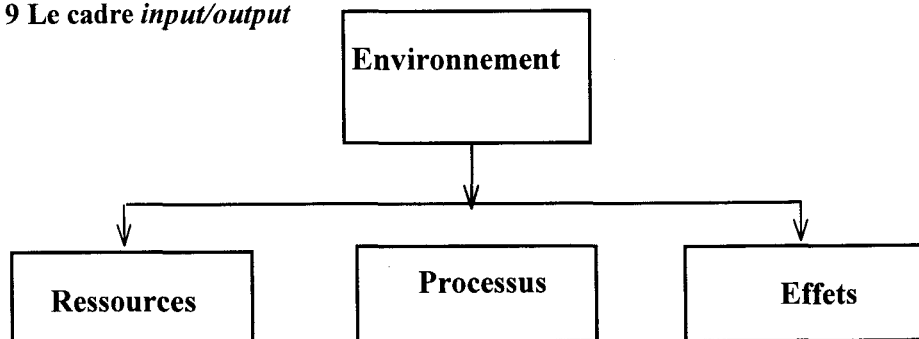 9 Le cadre input/output
Environnement
Ressources
Processus
Effets